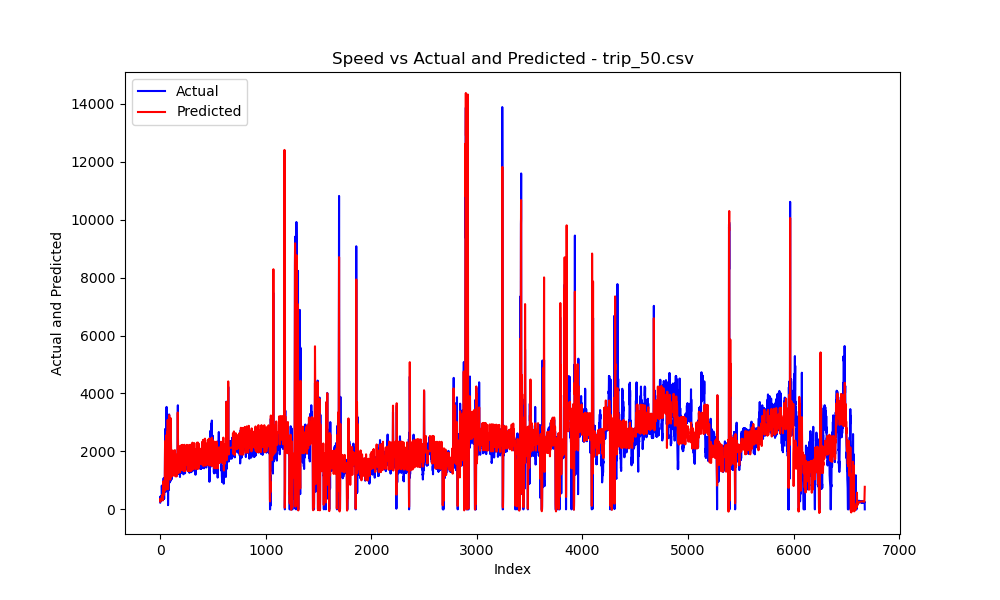 Speed vs Actual and Predicted - trip_50.csv
Actual
Predicted
14000
12000
10000
8000
6000
4000
2000
0
Actual and Predicted
0 1000 2000 3000 4000 5000 6000 7000
Index